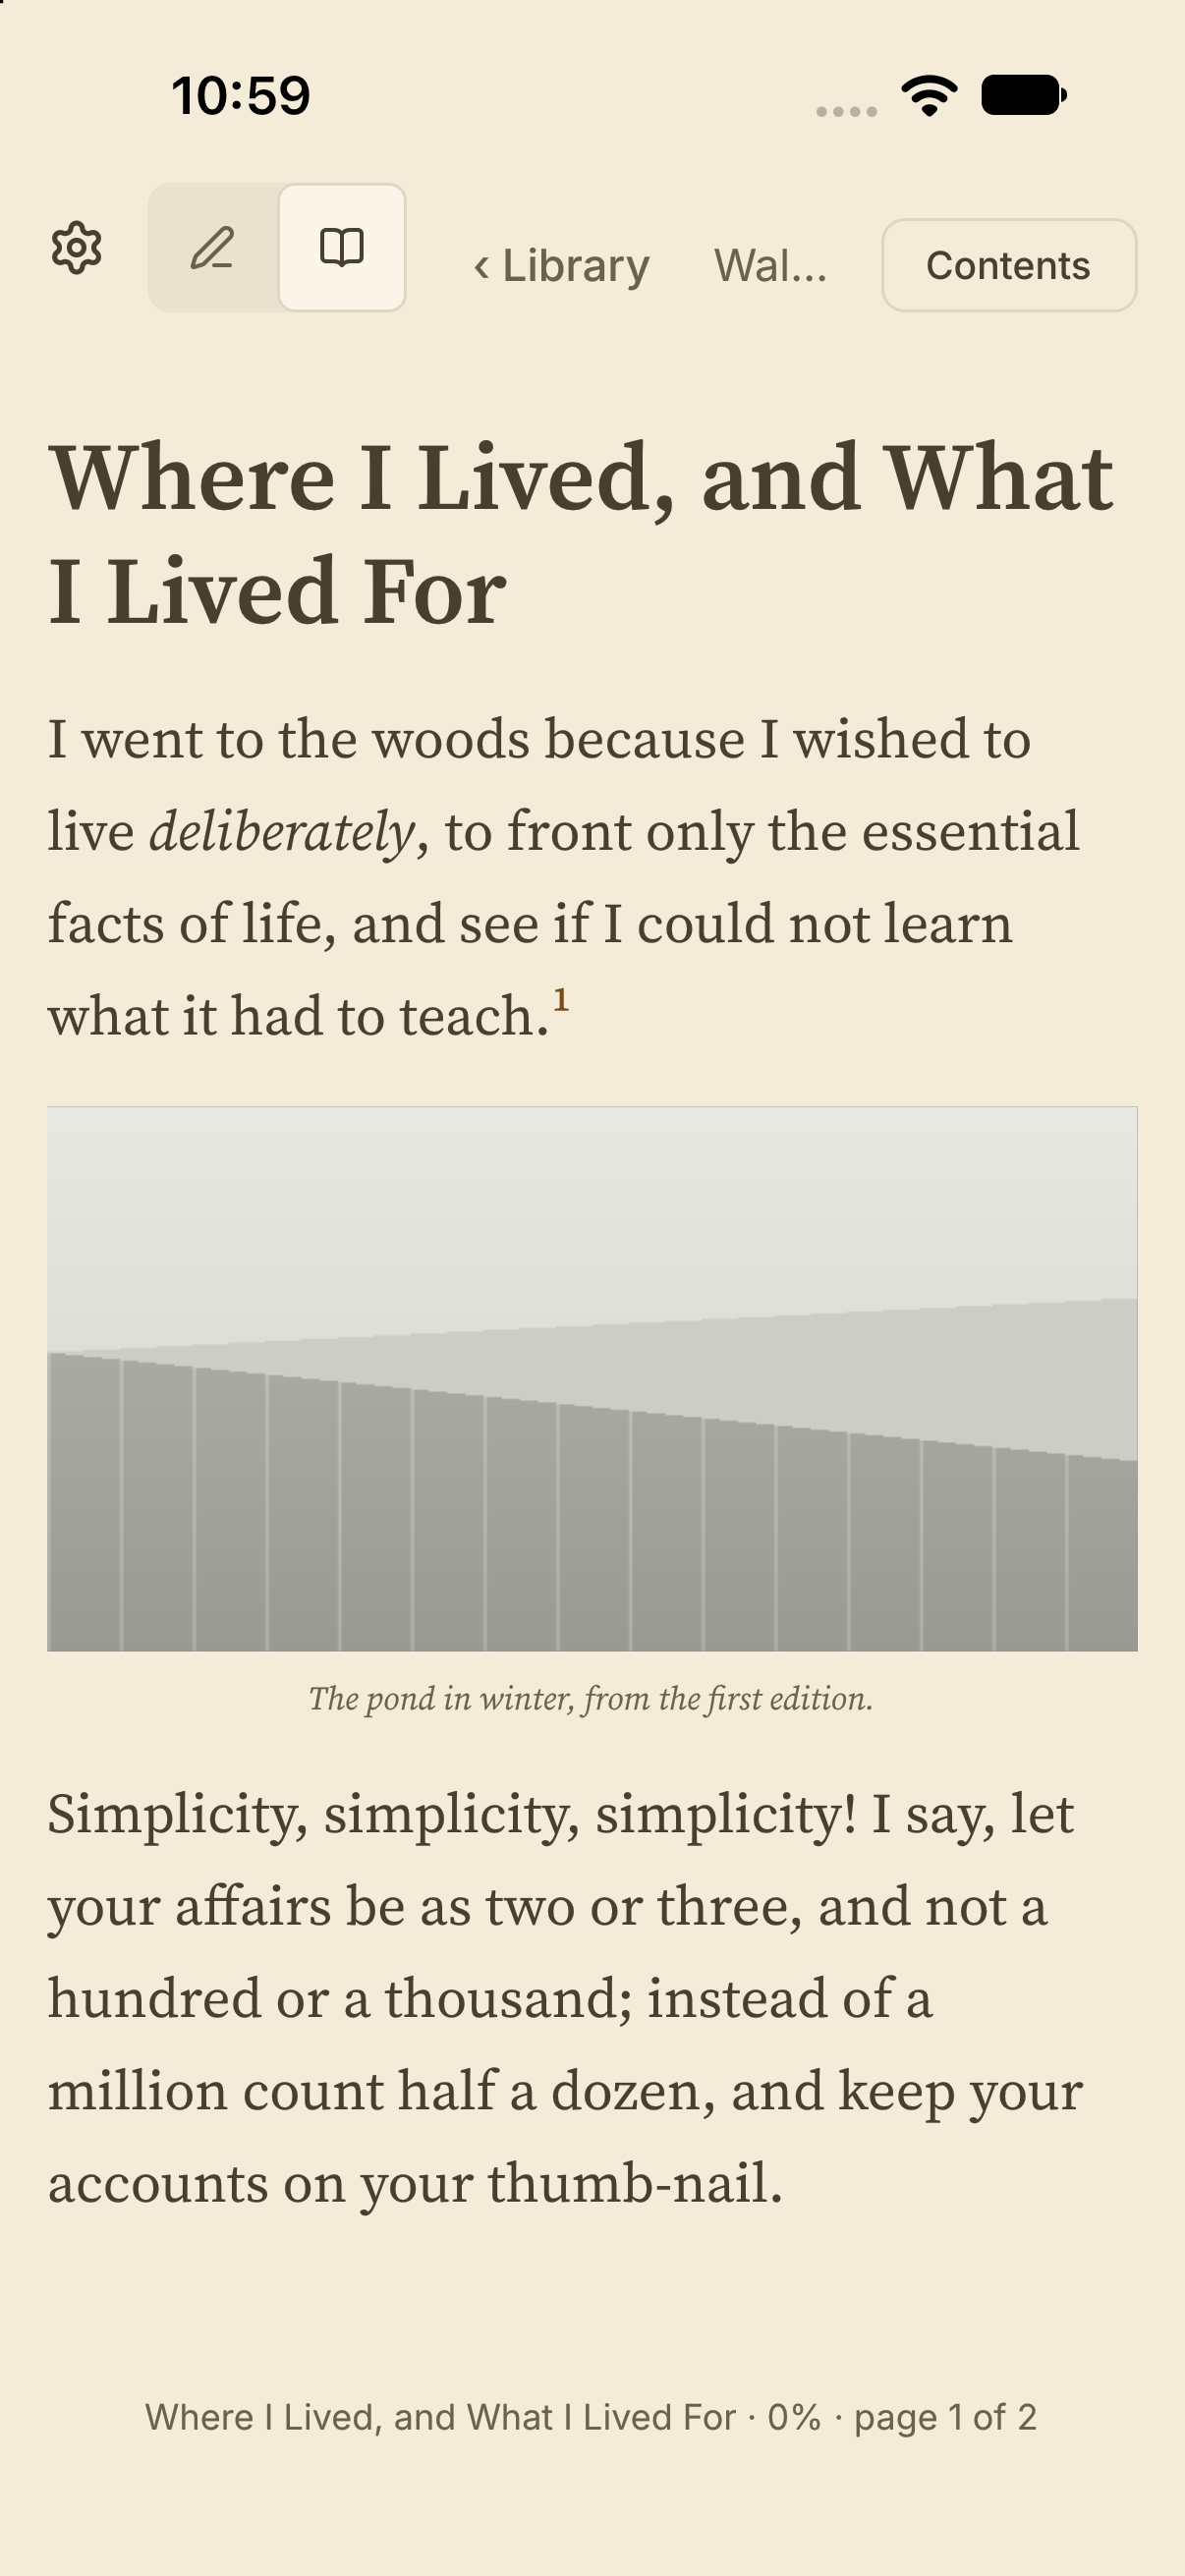 10:59
‹ Library Wal... Contents
Where I Lived, and What
I Lived For
I went to the woods because I wished to
live deliberately, to front only the essential
facts of life, and see if I could not learn
what it had to teach.1
The pond in winter, from the first edition.
Simplicity, simplicity, simplicity! I say, let
your affairs be as two or three, and not a
hundred or a thousand; instead of a
million count half a dozen, and keep your
accounts on your thumb-nail.
Where I Lived, and What I Lived For · 0% · page 1 of 2